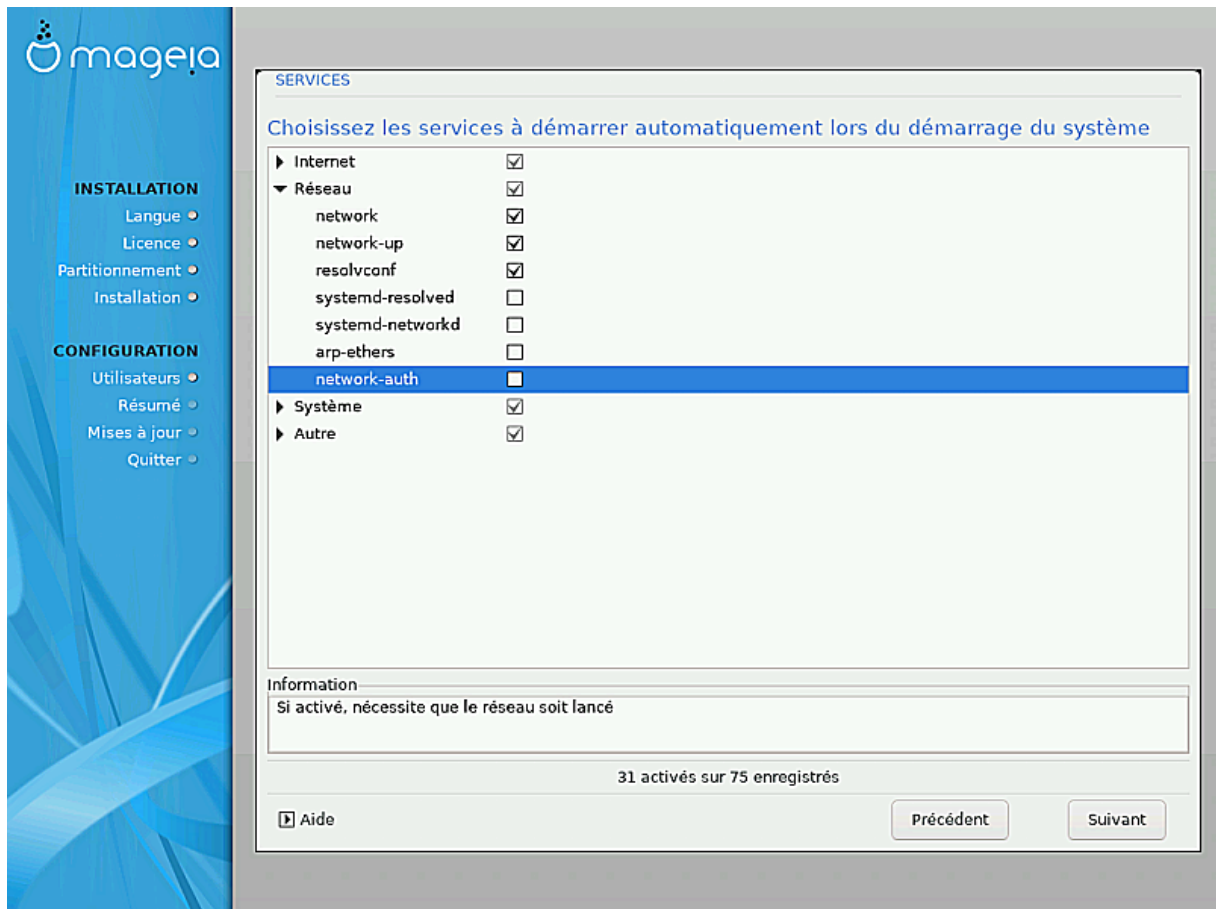 mageia
INSTALLATION
Langue
Licence
Partitionnement
Installation
CONFIGURATION
Utilisateurs
Résumé
Mises à jour
Quitter
SERVICES
Choisissez les services à démarrer automatiquement lors du démarrage du système
Internet
Réseau
network
network-up
resolvconf
systemd-resolved
systemd-networkd
arp-ethers
network-auth
Système
Autre
Information
Si activé, nécessite que le réseau soit lancé
31 activés sur 75 enregistrés
Aide
Précédent
Suivant